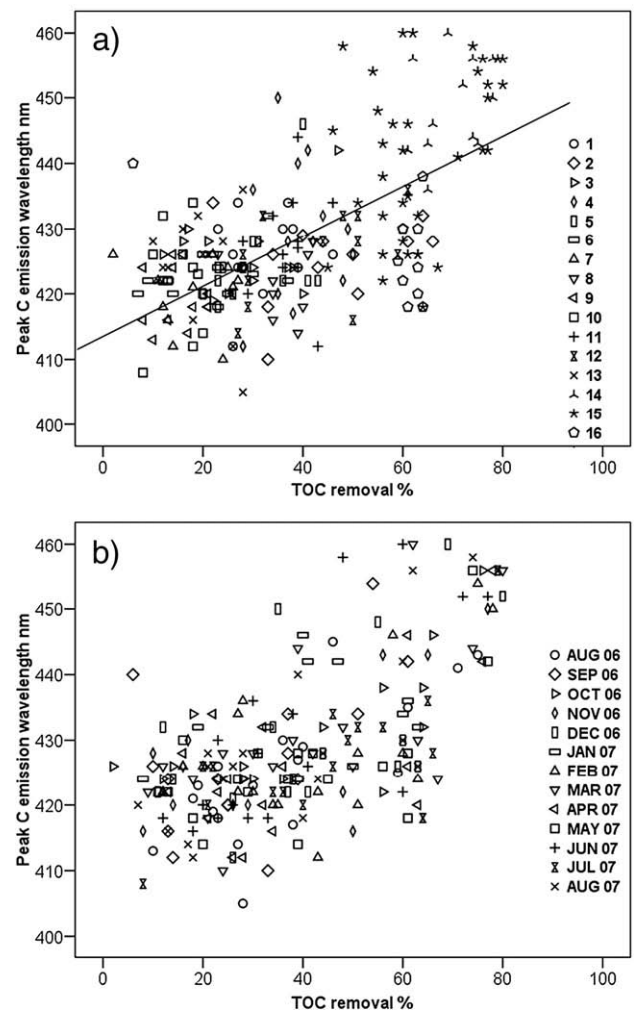 a)
Peak C emission wavelength nm
460
450
440
430
420
410
400
0 20 40 60 80 100
TOC removal %
1
2
3
4
5
6
7
8
9
10
11
12
13
14
15
16
b)
Peak C emission wavelength nm
460
450
440
430
420
410
400
0 20 40 60 80 100
TOC removal %
AUG 06
SEP 06
OCT 06
NOV 06
DEC 06
JAN 07
FEB 07
MAR 07
APR 07
MAY 07
JUN 07
JUL 07
AUG 07